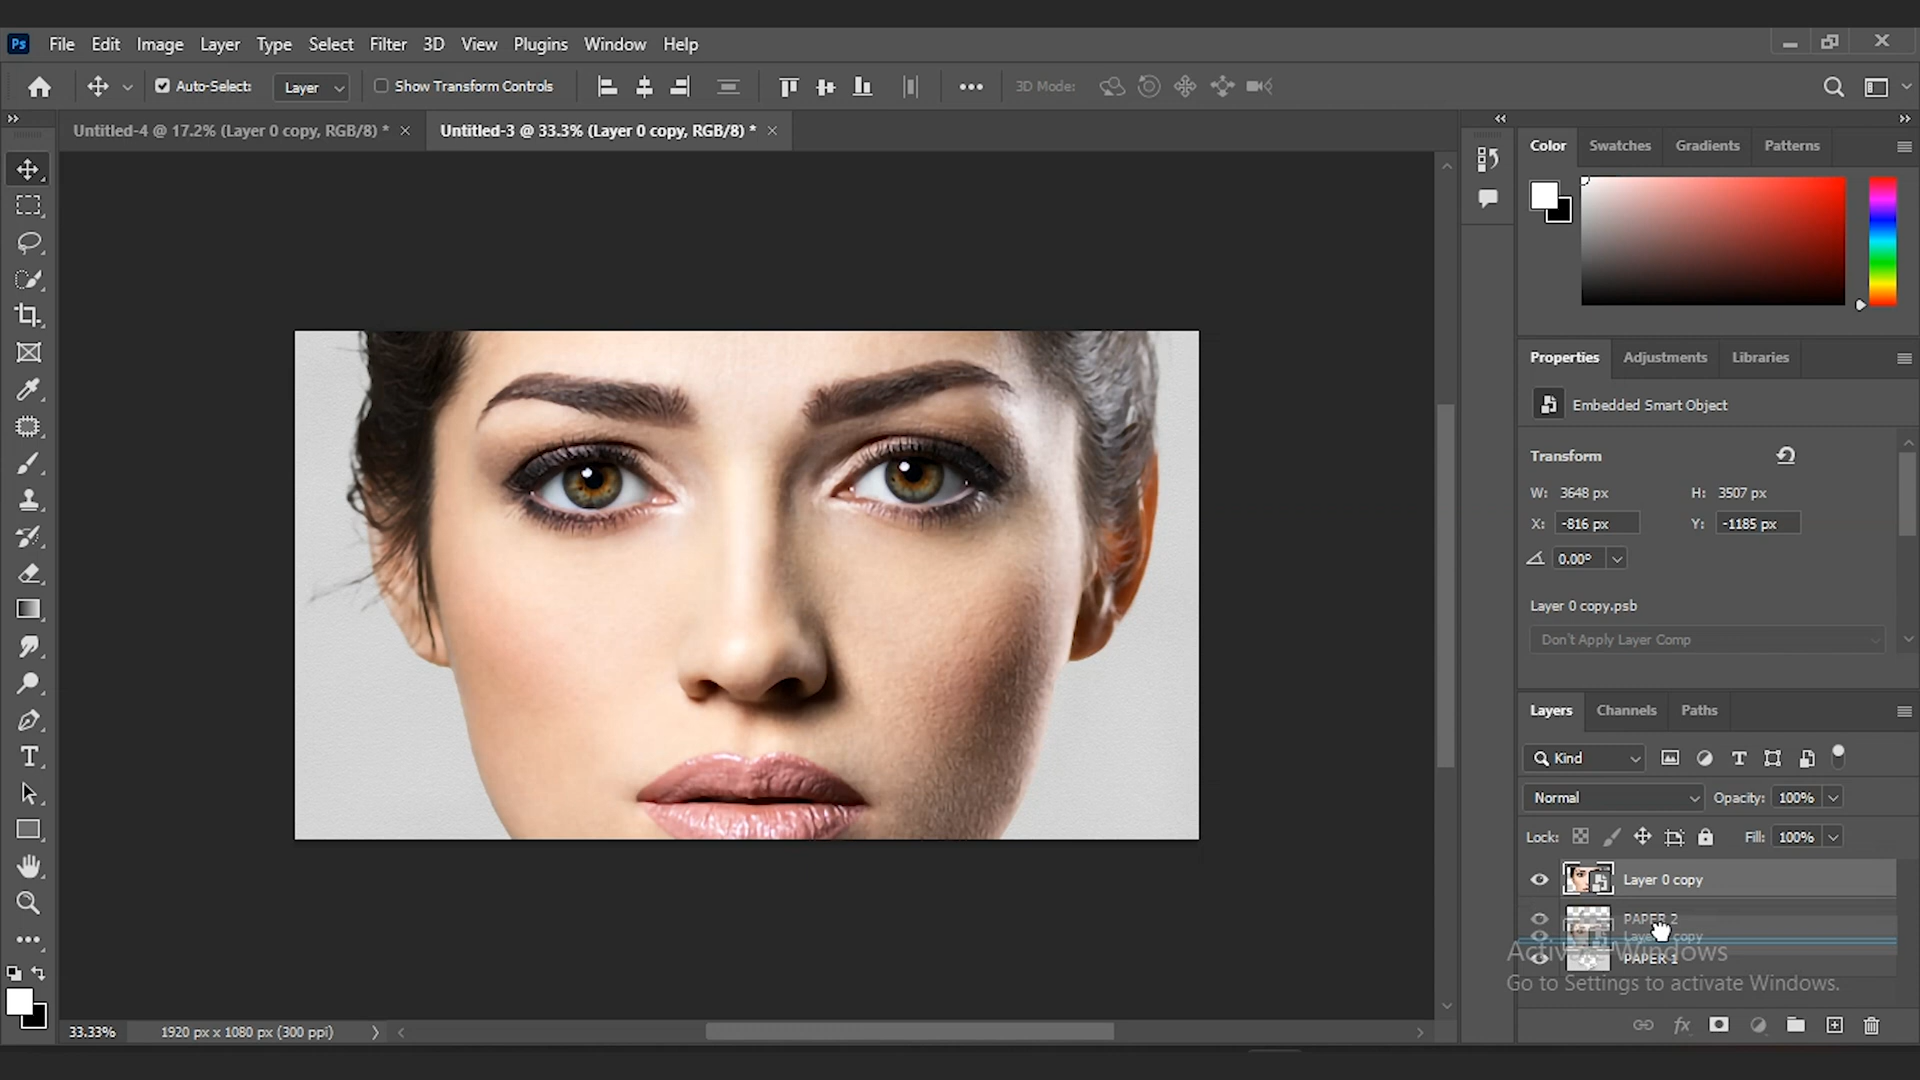 Ps File Edit Image Layer Type Select Filter 3D View Plugins Window Help
Auto-Select: Layer Show Transform Controls 3D Mode:
Untitled-4 @ 17.2% (Layer 0 copy, RGB/8) * × Untitled-3 @ 33.3% (Layer 0 copy, RGB/8) * ×
Color Swatches Gradients Patterns
Properties Adjustments Libraries
Embedded Smart Object
Transform
W: 3648 px H: 3507 px
X: -816 px Y: -1185 px
0.00°
Layer 0 copy.psb
Don't Apply Layer Comp
Layers Channels Paths
Kind
Normal Opacity: 100%
Lock: Fill: 100%
Layer 0 copy
PAPER 2
Layer 0 copy
PAPER 1
Activate Windows
Go to Settings to activate Windows.
33.33% 1920 px x 1080 px (300 ppi)